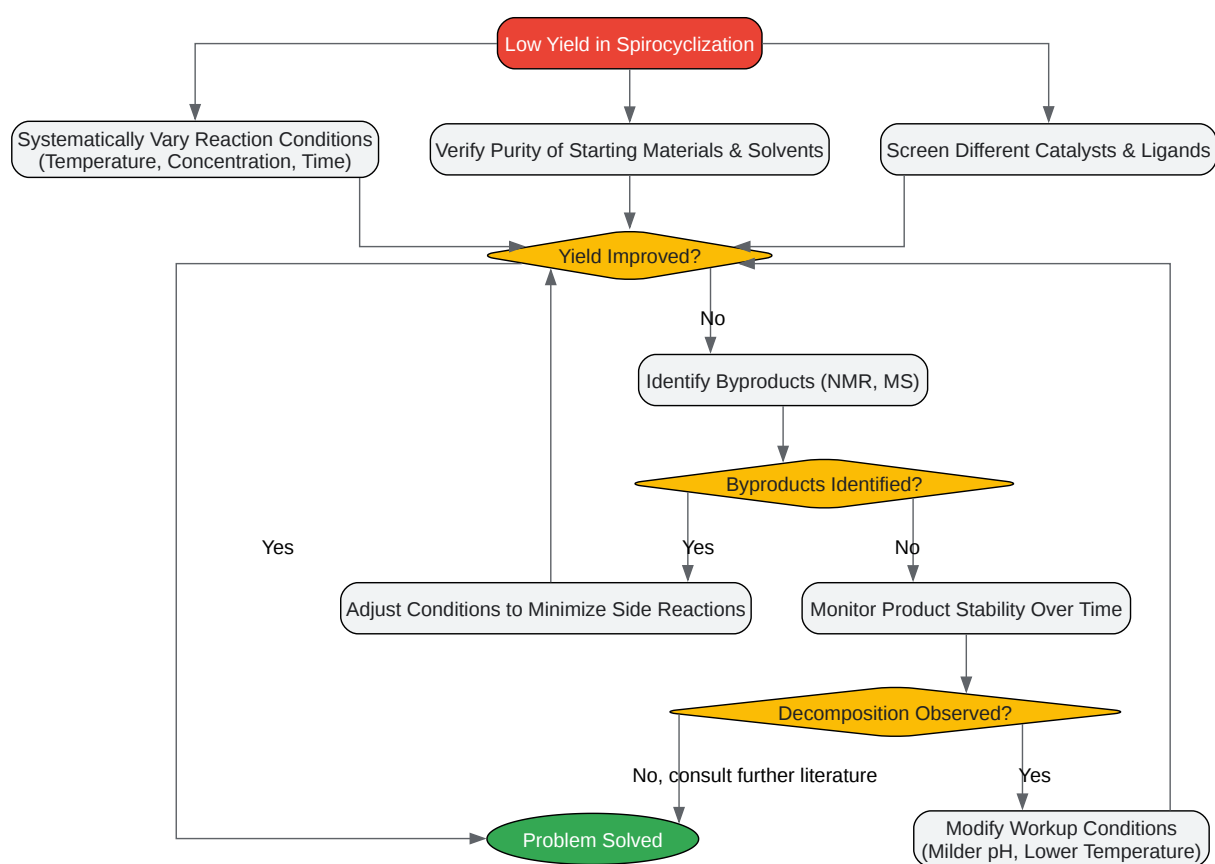 Low Yield in Spirocyclization
Systematically Vary Reaction Conditions
(Temperature, Concentration, Time)
Verify Purity of Starting Materials & Solvents
Screen Different Catalysts & Ligands
Yield Improved?
No
Identify Byproducts (NMR, MS)
Byproducts Identified?
Yes
Yes
No
Adjust Conditions to Minimize Side Reactions
Monitor Product Stability Over Time
Decomposition Observed?
No, consult further literature
Yes
Problem Solved
Modify Workup Conditions
(Milder pH, Lower Temperature)